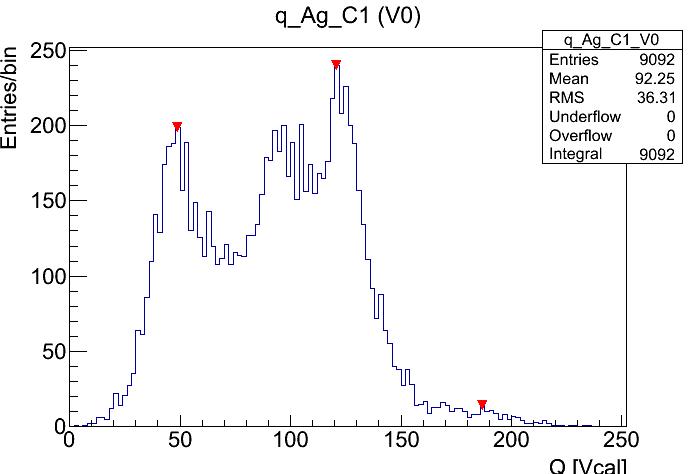 q_Ag_C1 (V0)
q_Ag_C1_V0
Entries 9092
Mean 92.25
RMS 36.31
Underflow 0
Overflow 0
Integral 9092
Entries/bin
250
200
150
100
50
0
0 50 100 150 200 250
Q [Vcal]